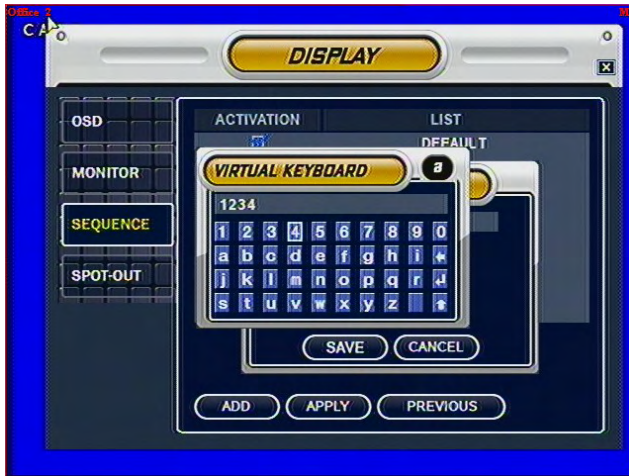 Office 2
M
CA
DISPLAY
OSD
MONITOR
SEQUENCE
SPOT-OUT
ACTIVATION LIST
DEFAULT
VIRTUAL KEYBOARD a
1234
1 2 3 4 5 6 7 8 9 0
a b c d e f g h i ←
j k l m n o p q r ↵
s t u v w x y z ↑
SAVE CANCEL
ADD APPLY PREVIOUS